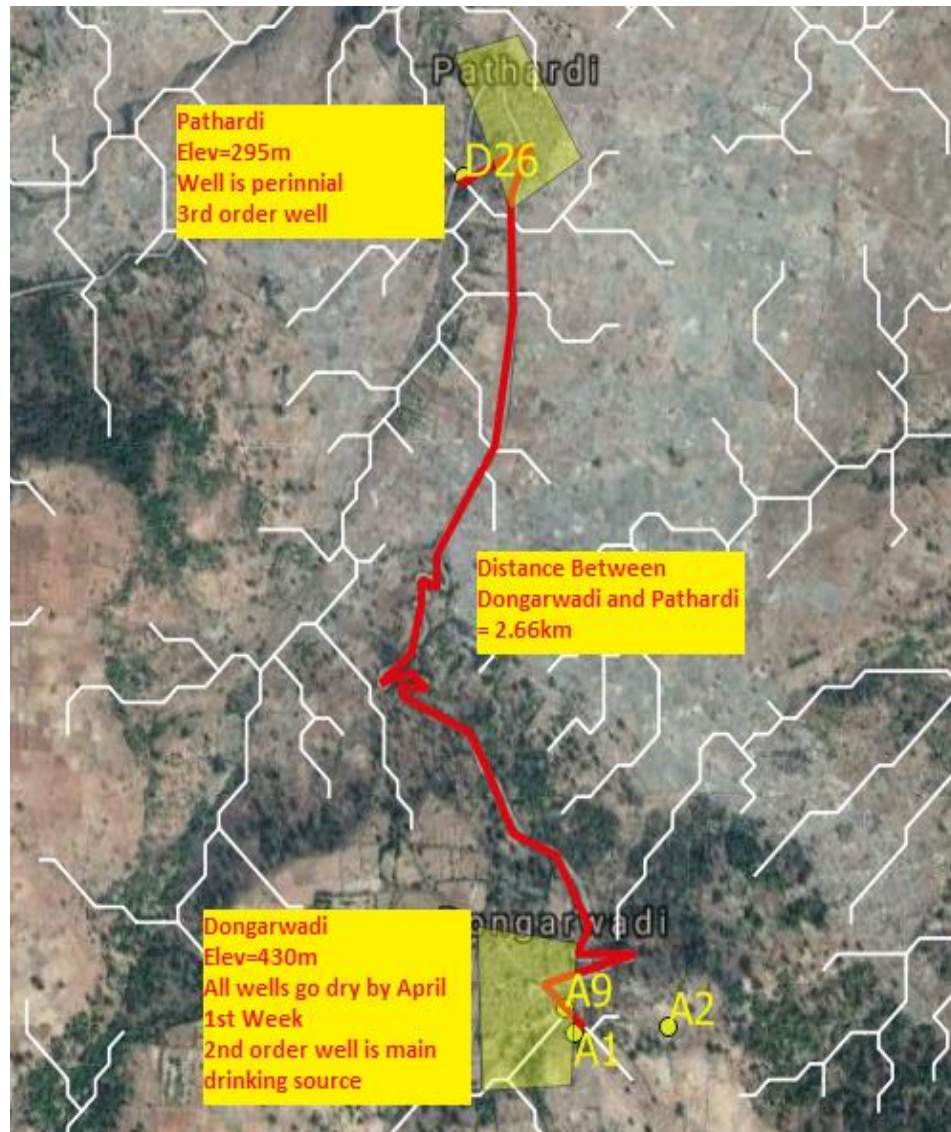 Pathardi
Pathardi
Elev=295m
Well is perinnial
3rd order well
D26
Distance Between
Dongarwadi and Pathardi
= 2.66km
Dongarwadi
Dongarwadi
Elev=430m
All wells go dry by April
1st Week
2nd order well is main
drinking source
A9
A2
A1